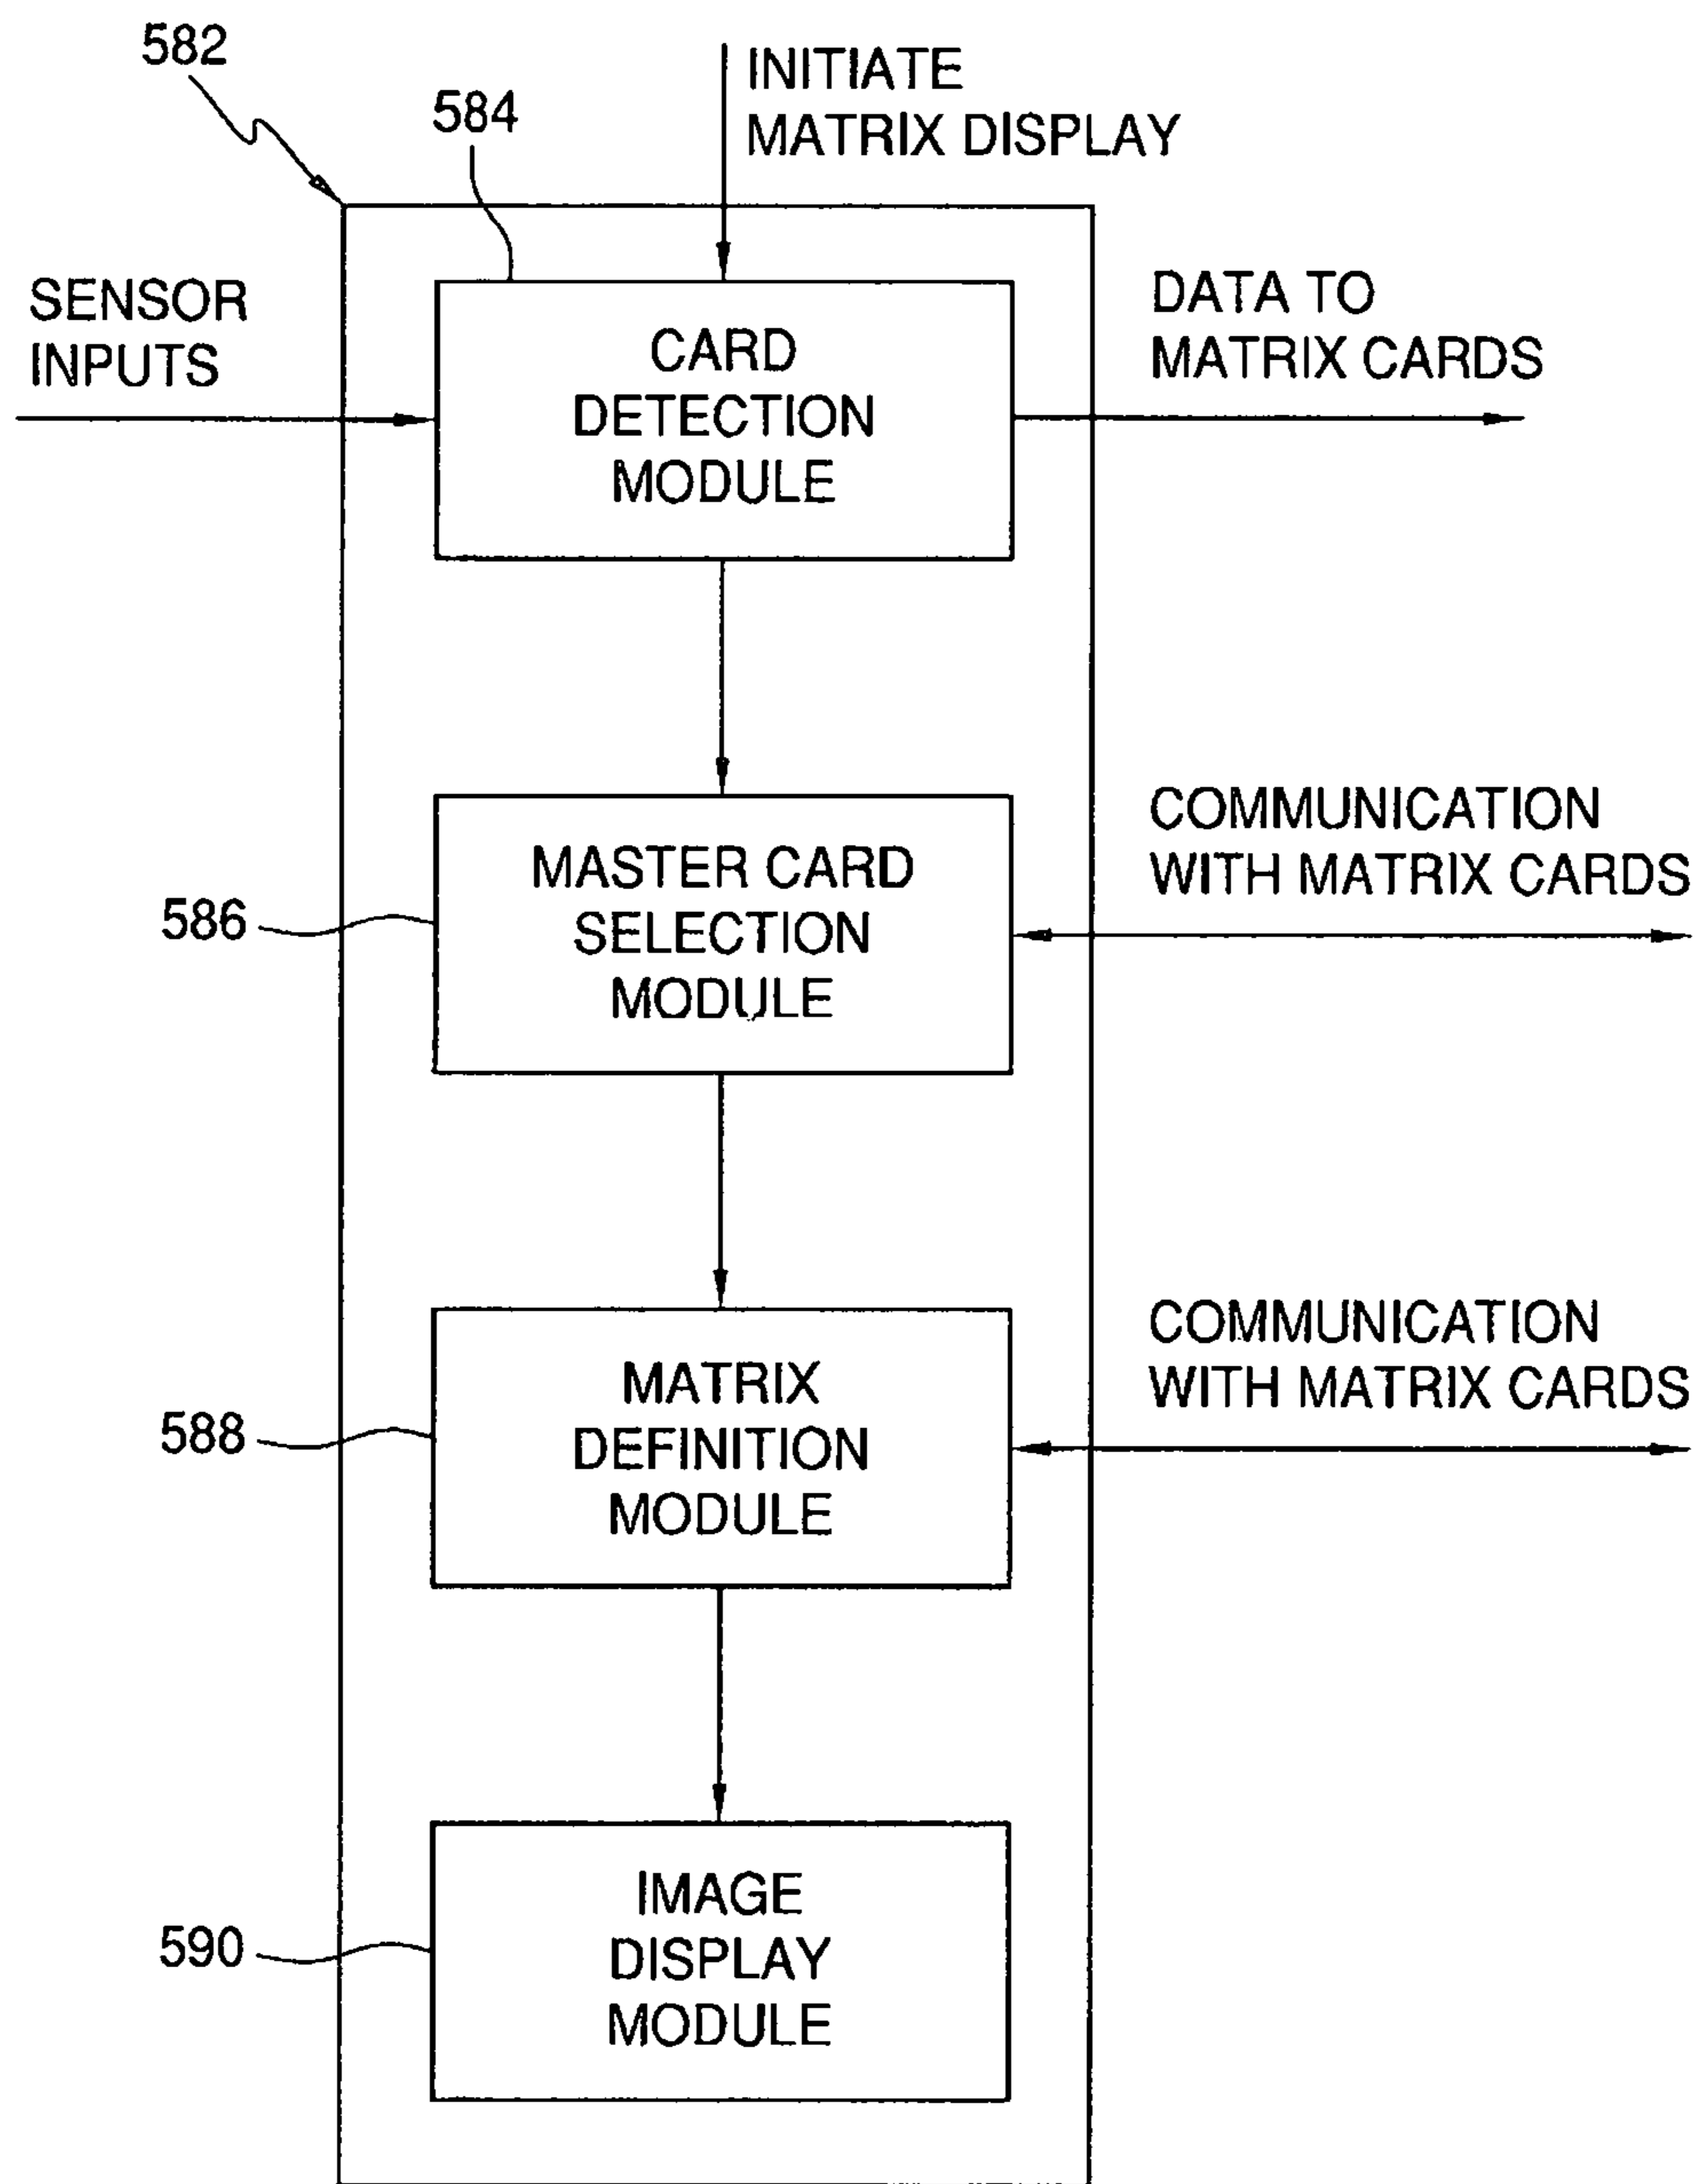 582
INITIATE
MATRIX DISPLAY
584
SENSOR
INPUTS
CARD
DETECTION
MODULE
DATA TO
MATRIX CARDS
586
MASTER CARD
SELECTION
MODULE
COMMUNICATION
WITH MATRIX CARDS
588
MATRIX
DEFINITION
MODULE
COMMUNICATION
WITH MATRIX CARDS
590
IMAGE
DISPLAY
MODULE